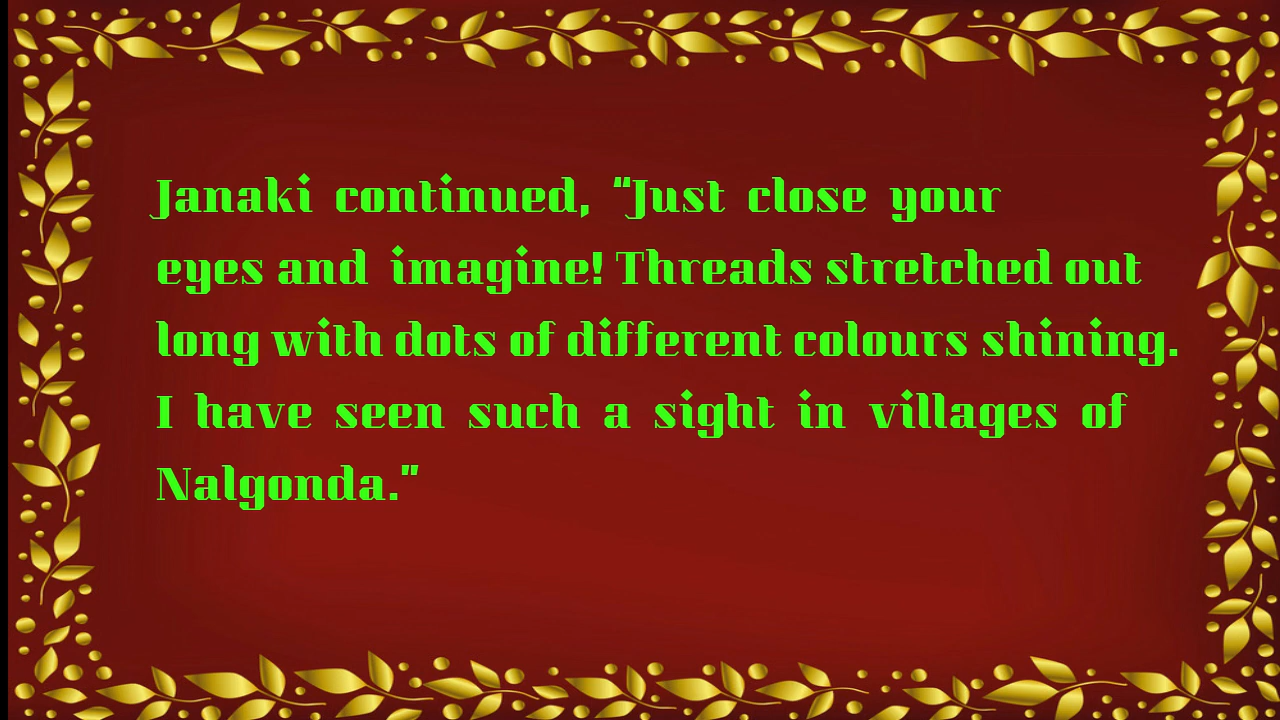 Janaki continued, "Just close your
eyes and imagine! Threads stretched out
long with dots of different colours shining.
I have seen such a sight in villages of
Nalgonda."